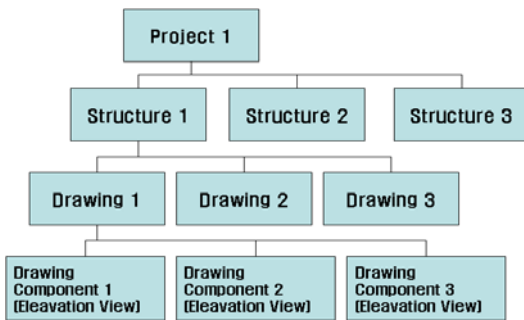 Project 1
Structure 1
Structure 2
Structure 3
Drawing 1
Drawing 2
Drawing 3
Drawing
Component 1
(Eleavation View)
Drawing
Component 2
(Eleavation View)
Drawing
Component 3
(Eleavation View)